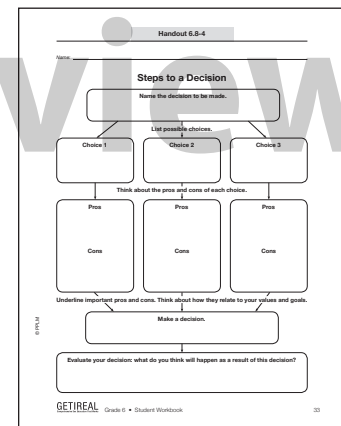 Handout 6.8-4
Name
Steps to a Decision
Name the decision to be made.
List possible choices.
Choice 1
Choice 2
Choice 3
Think about the pros and cons of each choice.
Pros
Pros
Pros
Cons
Cons
Cons
Underline important pros and cons. Think about how they relate to your values and goals.
Make a decision.
Evaluate your decision: what do you think will happen as a result of this decision?
© PPLM
GET REAL Grade 6 • Student Workbook 33
view